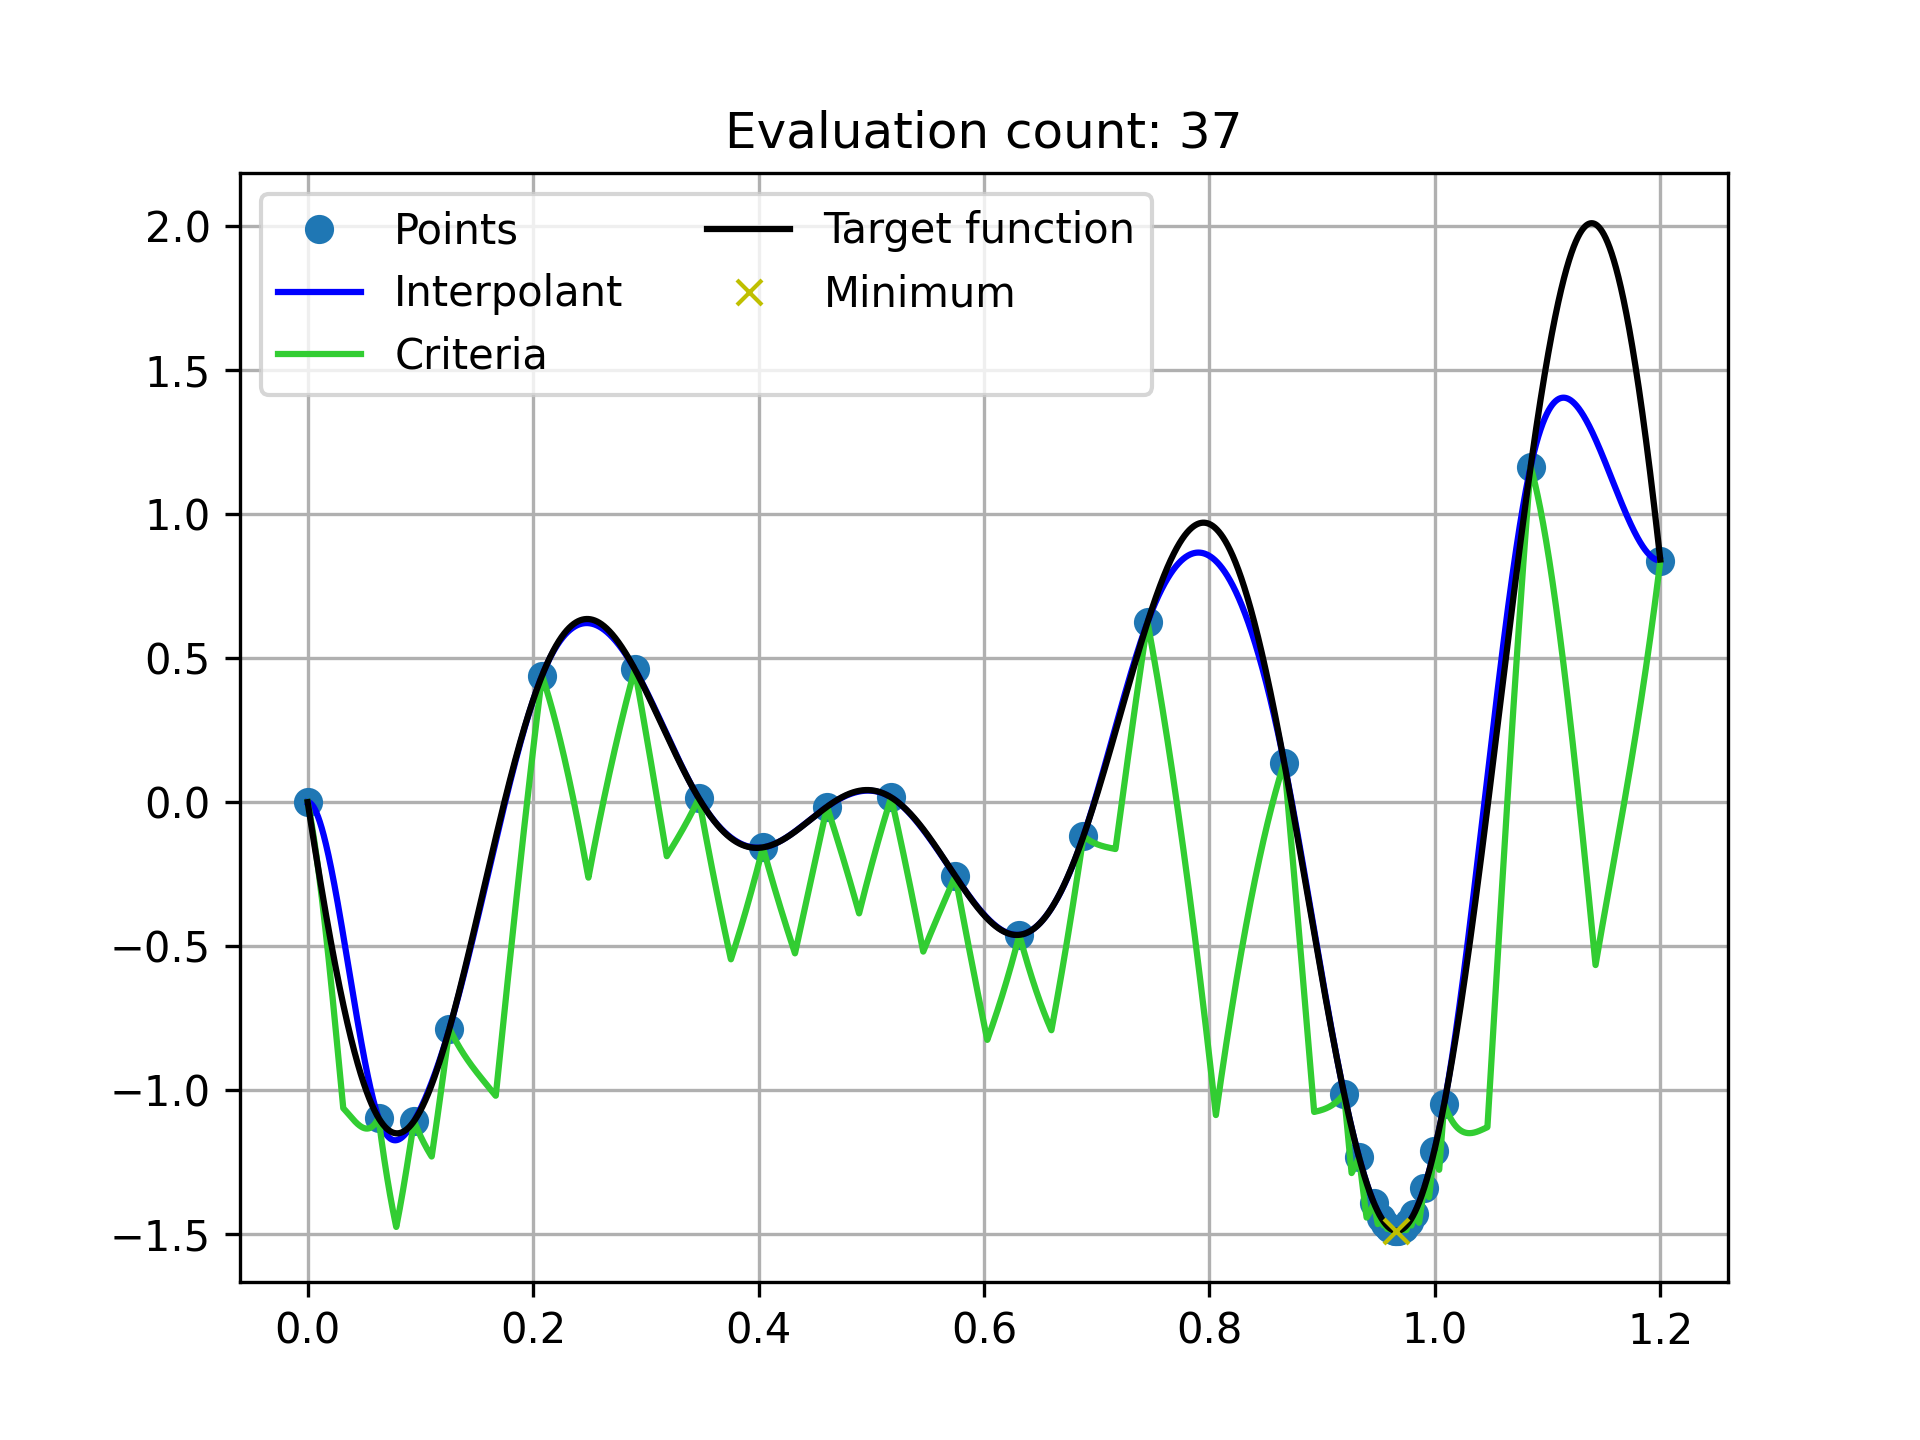 Evaluation count: 37
Points
Interpolant
Criteria
Target function
Minimum
2.0
1.5
1.0
0.5
0.0
−0.5
−1.0
−1.5
0.0 0.2 0.4 0.6 0.8 1.0 1.2